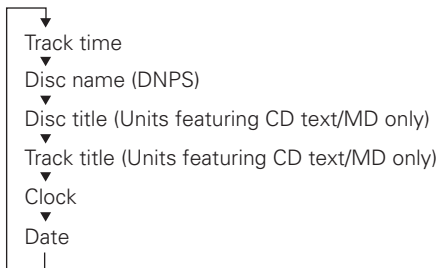 Track time
Disc name (DNPS)
Disc title (Units featuring CD text/MD only)
Track title (Units featuring CD text/MD only)
Clock
Date